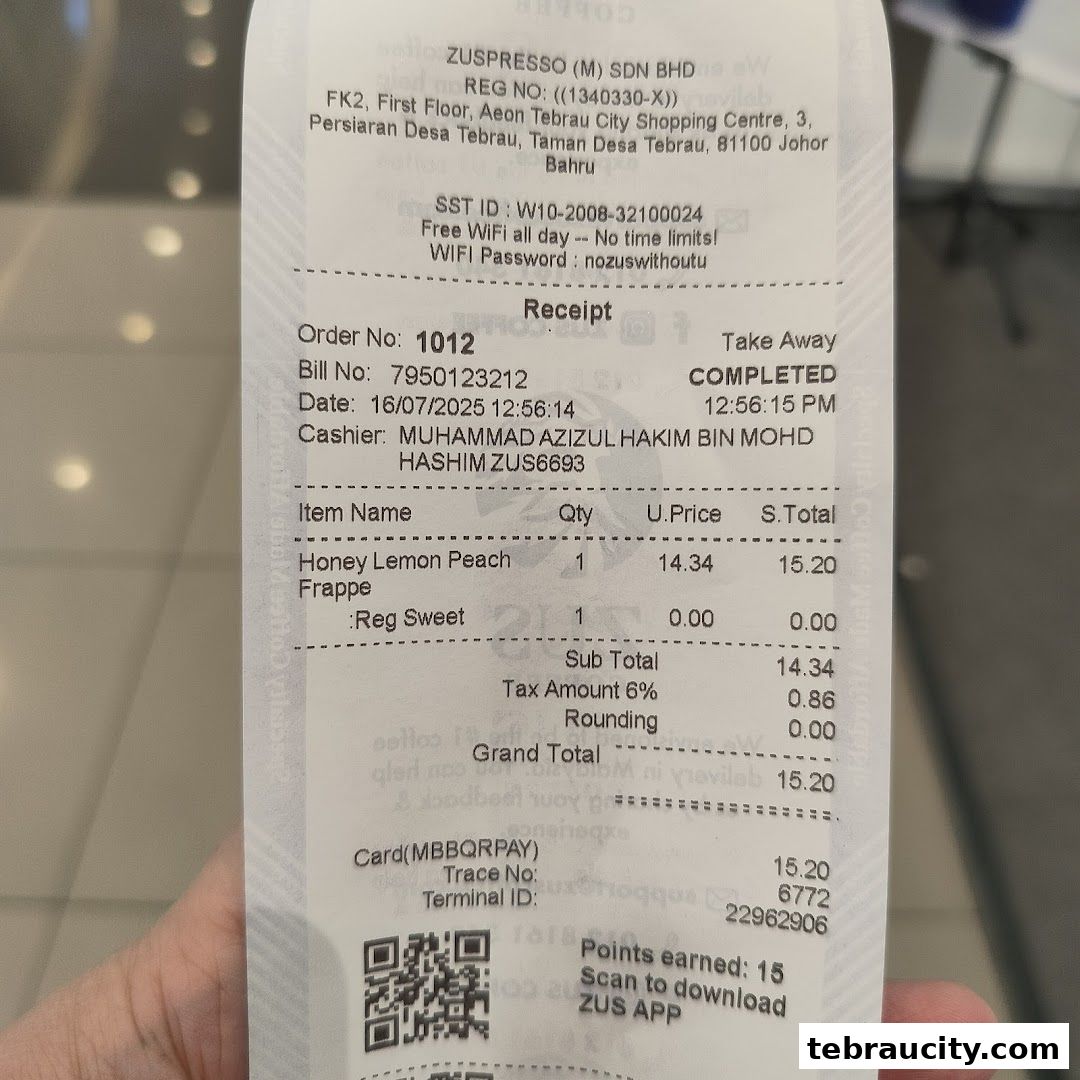 ZUSPRESSO (M) SDN BHD
REG NO: ((1340330-X))
FK2, First Floor, Aeon Tebrau City Shopping Centre, 3,
Persiaran Desa Tebrau, Taman Desa Tebrau, 81100 Johor
Bahru
SST ID : W10-2008-32100024
Free WiFi all day -- No time limits!
WIFI Password : nozuswithoutu
Receipt
Order No: 1012 Take Away
Bill No: 7950123212 COMPLETED
Date: 16/07/2025 12:56:14 12:56:15 PM
Cashier: MUHAMMAD AZIZUL HAKIM BIN MOHD
HASHIM ZUS6693
Item Name Qty U.Price S.Total
Honey Lemon Peach 1 14.34 15.20
Frappe
:Reg Sweet 1 0.00 0.00
Sub Total 14.34
Tax Amount 6% 0.86
Rounding 0.00
Grand Total 15.20
Card(MBBQRPAY) 15.20
Trace No: 6772
Terminal ID: 22962906
Points earned: 15
Scan to download
ZUS APP
tebraucity.com